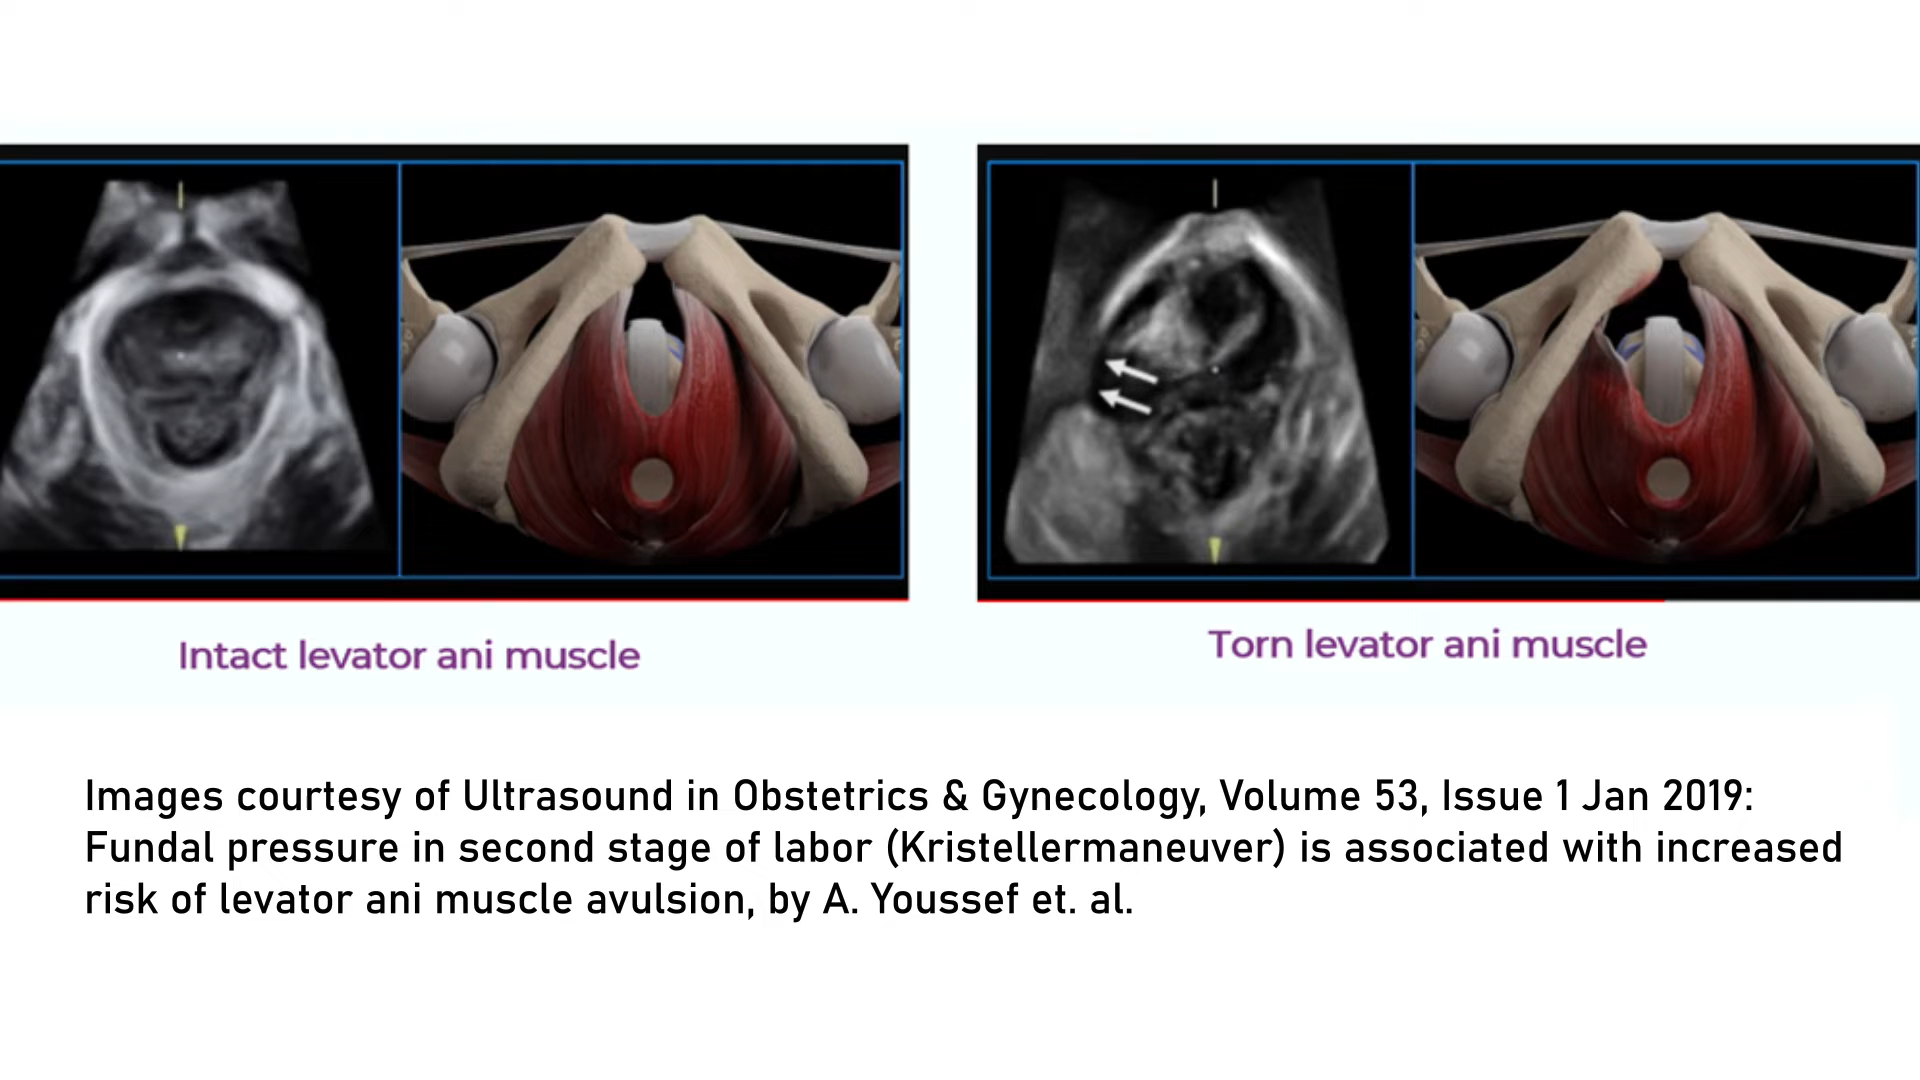 Intact levator ani muscle
Torn levator ani muscle
Images courtesy of Ultrasound in Obstetrics & Gynecology, Volume 53, Issue 1 Jan 2019:
Fundal pressure in second stage of labor (Kristellermaneuver) is associated with increased
risk of levator ani muscle avulsion, by A. Youssef et. al.